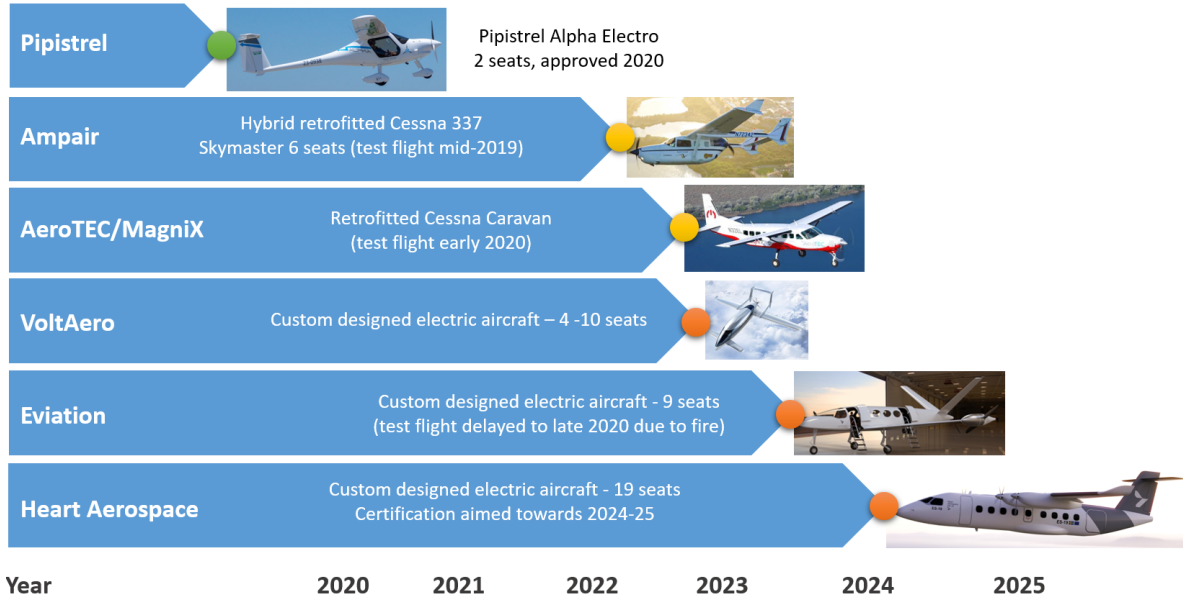 Pipistrel
Pipistrel Alpha Electro
2 seats, approved 2020
Ampair
Hybrid retrofitted Cessna 337
Skymaster 6 seats (test flight mid-2019)
AeroTEC/MagniX
Retrofitted Cessna Caravan
(test flight early 2020)
VoltAero
Custom designed electric aircraft – 4 -10 seats
Eviation
Custom designed electric aircraft - 9 seats
(test flight delayed to late 2020 due to fire)
Heart Aerospace
Custom designed electric aircraft - 19 seats
Certification aimed towards 2024-25
Year 2020 2021 2022 2023 2024 2025